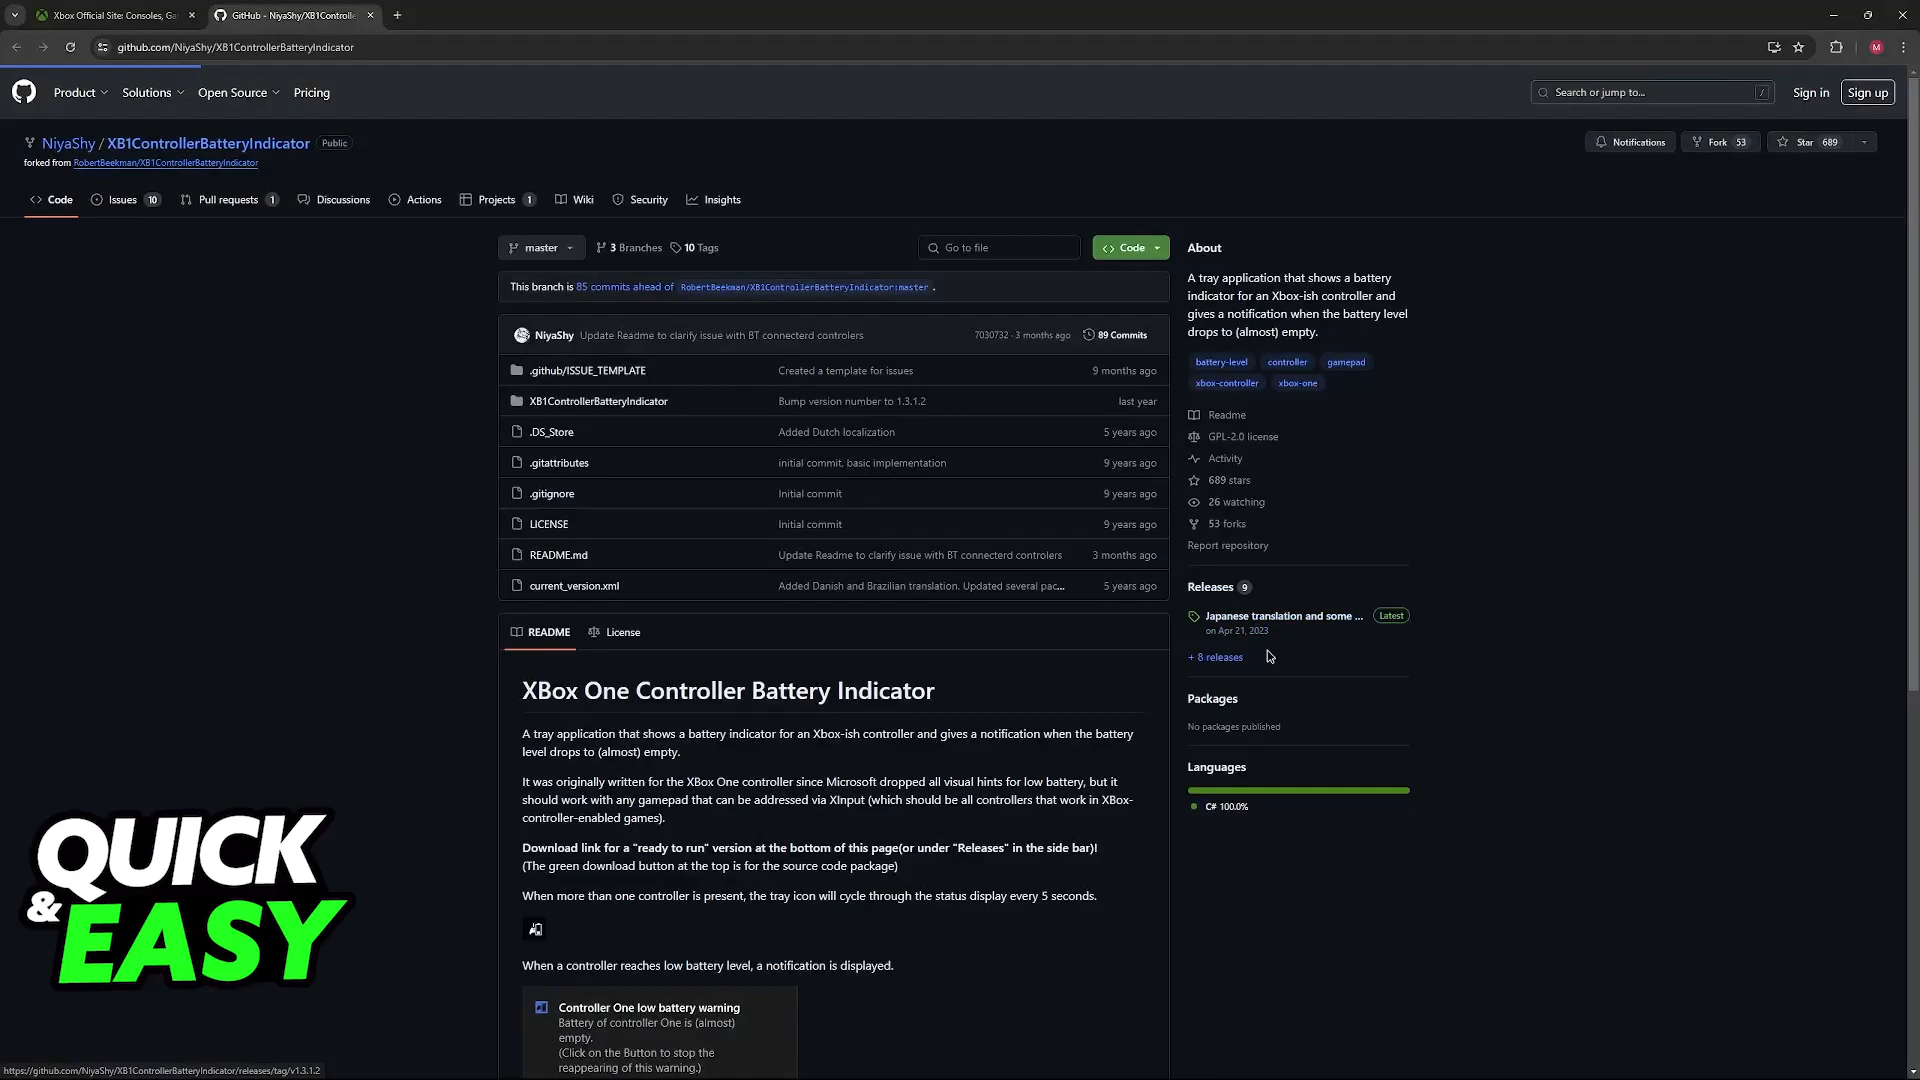 Xbox Official Site: Consoles, Ga
GitHub - NiyaShy/XB1Controlle
github.com/NiyaShy/XB1ControllerBatteryIndicator
M
Product
Solutions
Open Source
Pricing
Search or jump to...
/
Sign in
Sign up
NiyaShy / XB1ControllerBatteryIndicator Public
forked from RobertBeekman/XB1ControllerBatteryIndicator
Notifications
Fork 53
Star 689
Code
Issues 10
Pull requests 1
Discussions
Actions
Projects 1
Wiki
Security
Insights
master
3 Branches
10 Tags
Go to file
Code
This branch is 85 commits ahead of RobertBeekman/XB1ControllerBatteryIndicator:master .
NiyaShy Update Readme to clarify issue with BT connecterd controlers 7030732 · 3 months ago 89 Commits
.github/ISSUE_TEMPLATE Created a template for issues 9 months ago
XB1ControllerBatteryIndicator Bump version number to 1.3.1.2 last year
.DS_Store Added Dutch localization 5 years ago
.gitattributes initial commit. basic implementation 9 years ago
.gitignore Initial commit 9 years ago
LICENSE Initial commit 9 years ago
README.md Update Readme to clarify issue with BT connecterd controlers 3 months ago
current_version.xml Added Danish and Brazilian translation. Updated several pac... 5 years ago
README
License
XBox One Controller Battery Indicator
A tray application that shows a battery indicator for an Xbox-ish controller and gives a notification when the battery
level drops to (almost) empty.
It was originally written for the XBox One controller since Microsoft dropped all visual hints for low battery, but it
should work with any gamepad that can be addressed via XInput (which should be all controllers that work in XBox-
controller-enabled games).
Download link for a "ready to run" version at the bottom of this page(or under "Releases" in the side bar)!
(The green download button at the top is for the source code package)
When more than one controller is present, the tray icon will cycle through the status display every 5 seconds.
When a controller reaches low battery level, a notification is displayed.
Controller One low battery warning
Battery of controller One is (almost)
empty.
(Click on the Button to stop the
reappearing of this warning.)
About
A tray application that shows a battery
indicator for an Xbox-ish controller and
gives a notification when the battery level
drops to (almost) empty.
battery-level controller gamepad
xbox-controller xbox-one
Readme
GPL-2.0 license
Activity
689 stars
26 watching
53 forks
Report repository
Releases 9
Japanese translation and some ... Latest
on Apr 21, 2023
+ 8 releases
Packages
No packages published
Languages
C# 100.0%
QUICK
& EASY
https://github.com/NiyaShy/XB1ControllerBatteryIndicator/releases/tag/v1.3.1.2